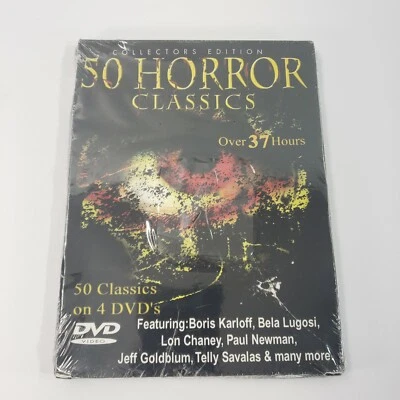 COLLECTORS EDITION
50 HORROR
CLASSICS
Over 37 Hours
50 Classics
on 4 DVD's
DVD
VIDEO
Featuring:Boris Karloff, Bela Lugosi,
Lon Chaney, Paul Newman,
Jeff Goldblum, Telly Savalas & many more